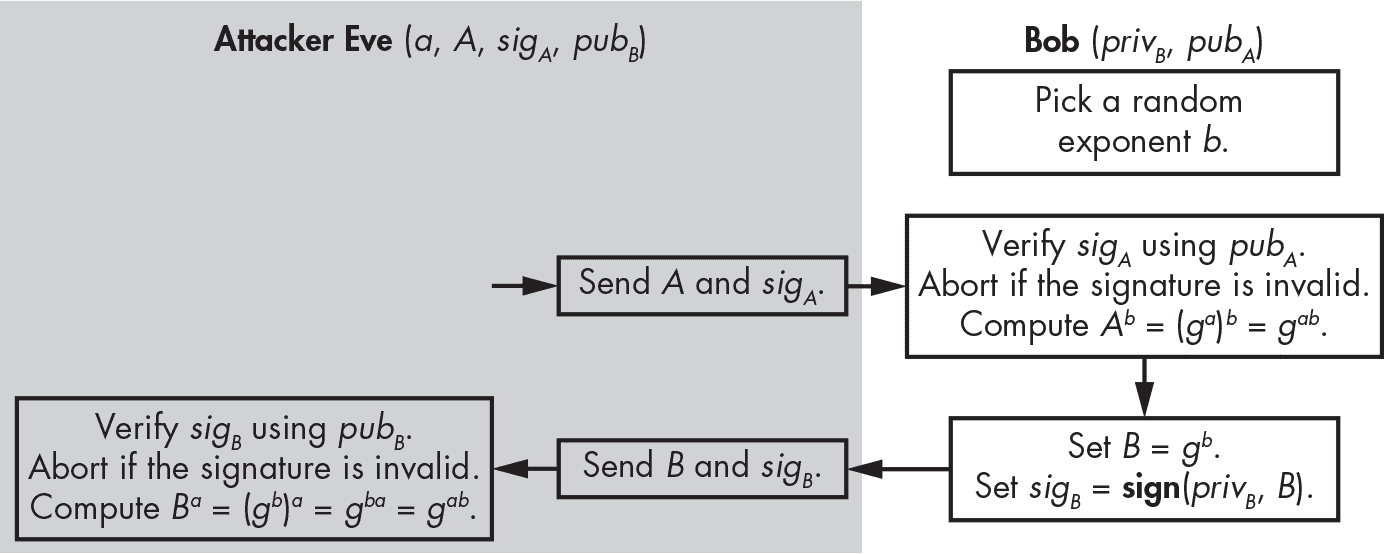 Attacker Eve (a, A, sig_A, pub_B)
Bob (priv_B, pub_A)
Pick a random
exponent b.
Verify sig_A using pub_A.
Abort if the signature is invalid.
Compute A^b = (g^a)^b = g^ab.
Send A and sig_A.
Set B = g^b.
Set sig_B = sign(priv_B, B).
Send B and sig_B.
Verify sig_B using pub_B.
Abort if the signature is invalid.
Compute B^a = (g^b)^a = g^ba = g^ab.